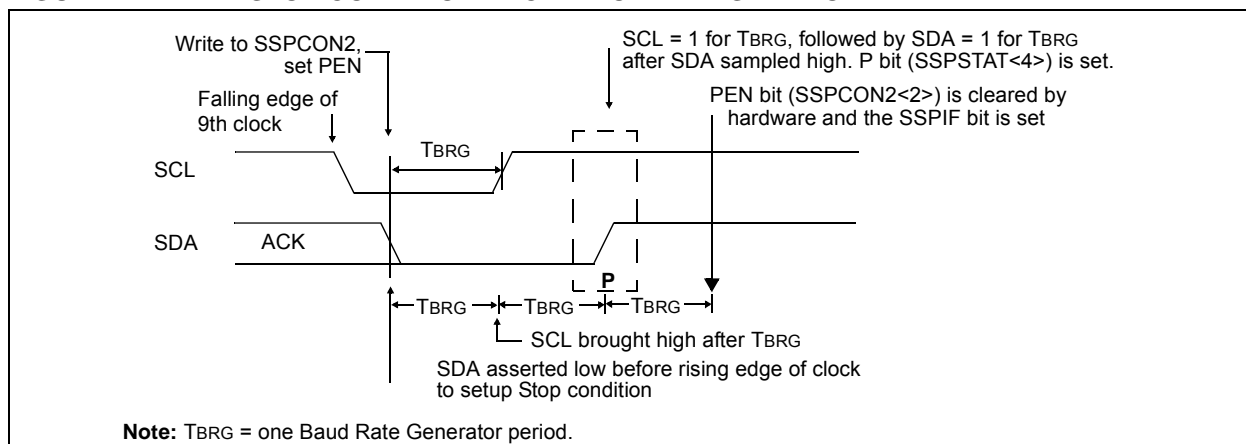 Write to SSPCON2,
set PEN
SCL = 1 for TBRG, followed by SDA = 1 for TBRG
after SDA sampled high. P bit (SSPSTAT<4>) is set.
Falling edge of
9th clock
PEN bit (SSPCON2<2>) is cleared by
hardware and the SSPIF bit is set
TBRG
SCL
SDA
ACK
P
TBRG
TBRG
TBRG
SCL brought high after TBRG
SDA asserted low before rising edge of clock
to setup Stop condition
Note: TBRG = one Baud Rate Generator period.